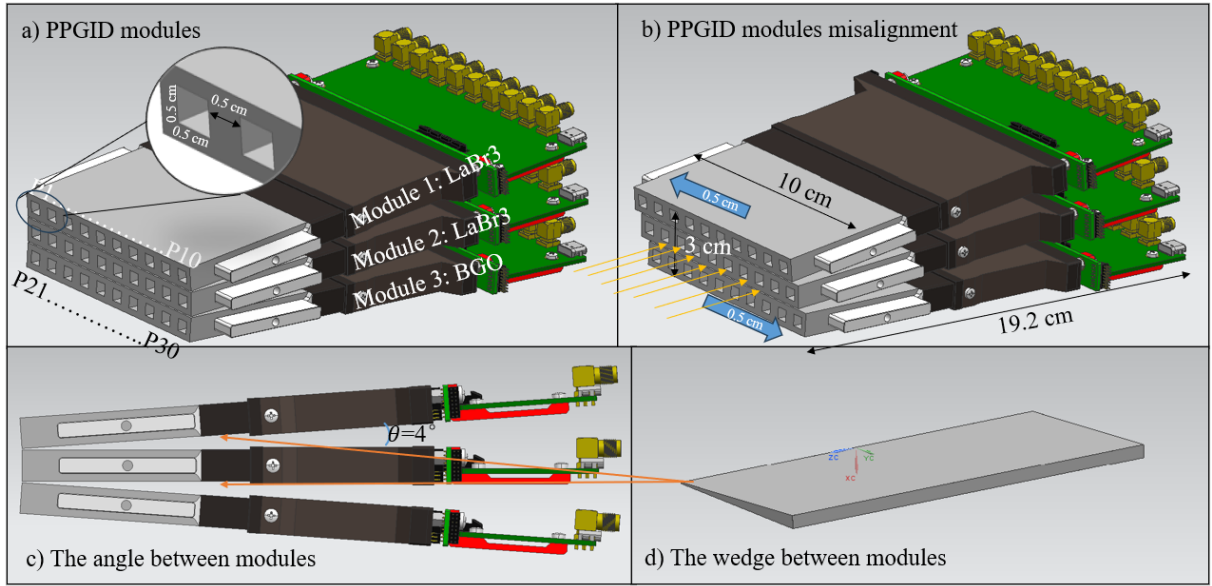 a) PPGID modules
0.5 cm
0.5 cm
0.5 cm
P1............P10
Module 1: LaBr3
Module 2: LaBr3
Module 3: BGO
P21............P30
b) PPGID modules misalignment
0.5 cm
10 cm
3 cm
0.5 cm
19.2 cm
θ=4°
c) The angle between modules
ZC
YC
XC
d) The wedge between modules